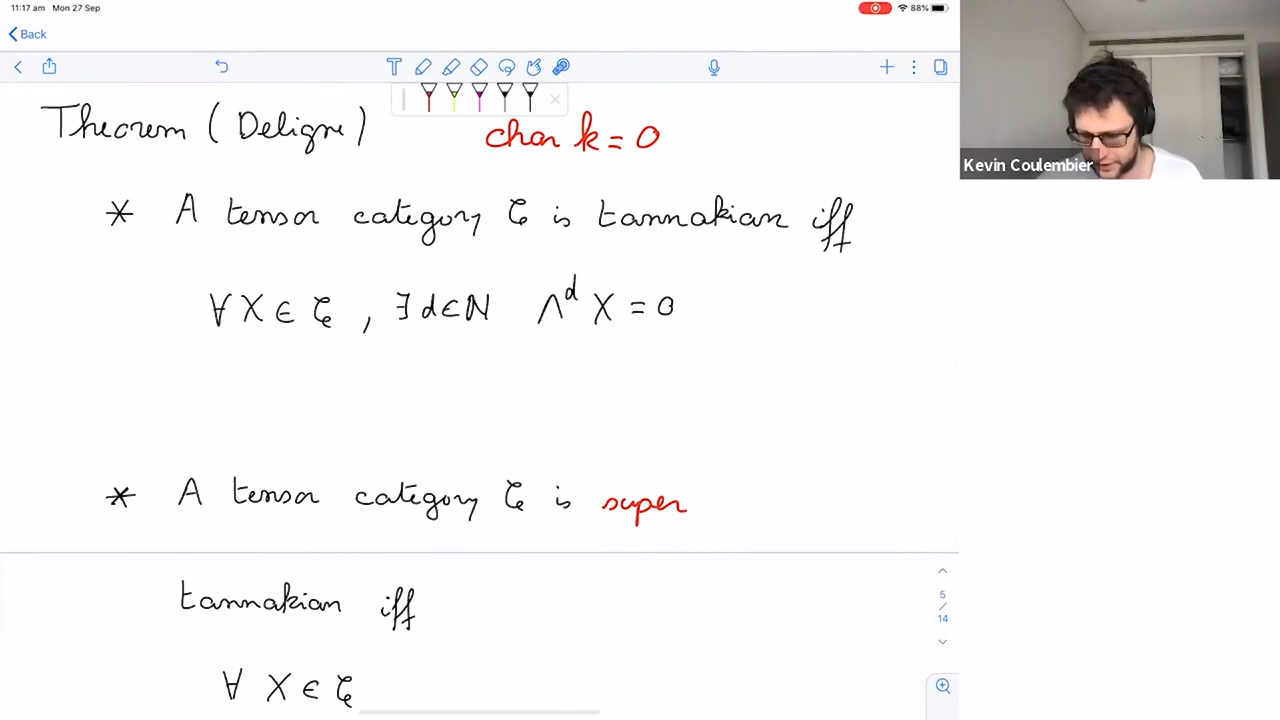 11:17 am Mon 27 Sep
88%
Back
Theorem (Deligne) char k = 0
* A tensor category ℭ is tannakian iff
∀ X ∈ ℭ , ∃ d ∈ ℕ Λ^d X = 0
* A tensor category ℭ is super
tannakian iff
∀ X ∈ ℭ
5
/
14
Kevin Coulembier